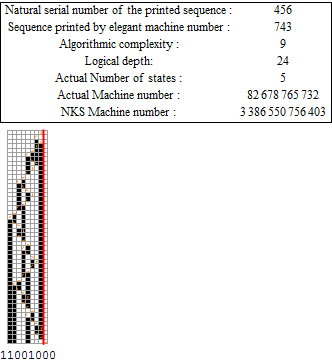 Natural serial number of the printed sequence : 456
Sequence printed by elegant machine number : 743
Algorithmic complexity : 9
Logical depth: 24
Actual Number of states : 5
Actual Machine number : 82 678 765 732
NKS Machine number : 3 386 550 756 403
11001000